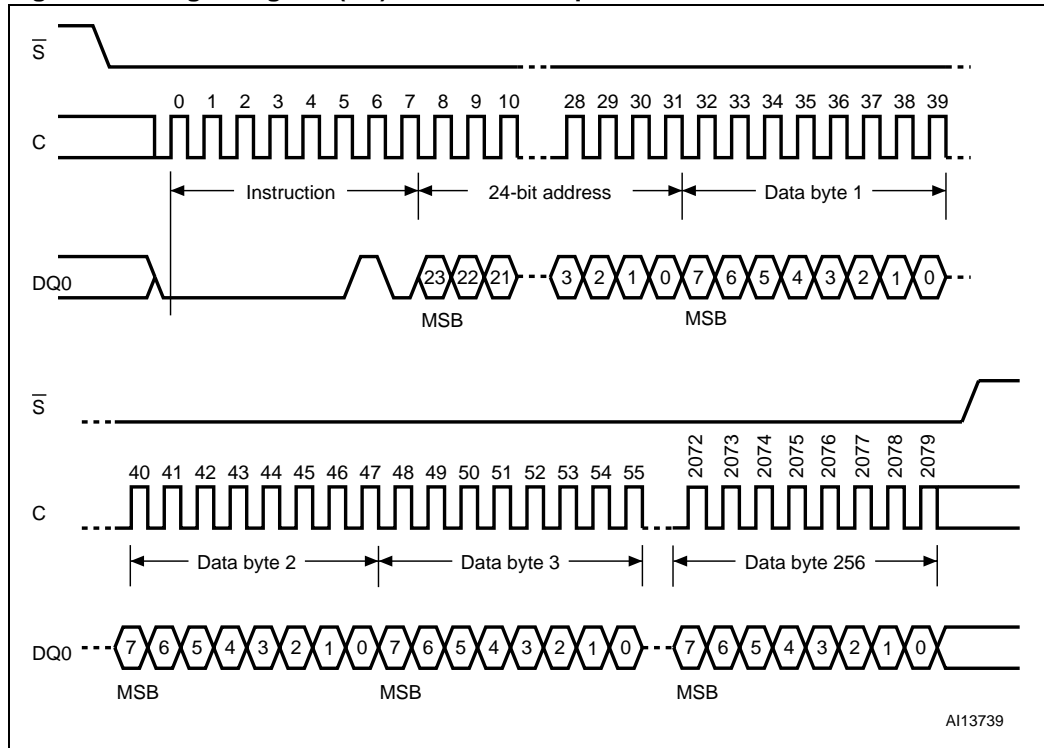 S
0 1 2 3 4 5 6 7 8 9 10 28 29 30 31 32 33 34 35 36 37 38 39
C
Instruction 24-bit address Data byte 1
DQ0 23 22 21 3 2 1 0 7 6 5 4 3 2 1 0
MSB MSB
S
40 41 42 43 44 45 46 47 48 49 50 51 52 53 54 55 2072 2073 2074 2075 2076 2077 2078 2079
C
Data byte 2 Data byte 3 Data byte 256
DQ0 7 6 5 4 3 2 1 0 7 6 5 4 3 2 1 0 7 6 5 4 3 2 1 0
MSB MSB MSB
AI13739